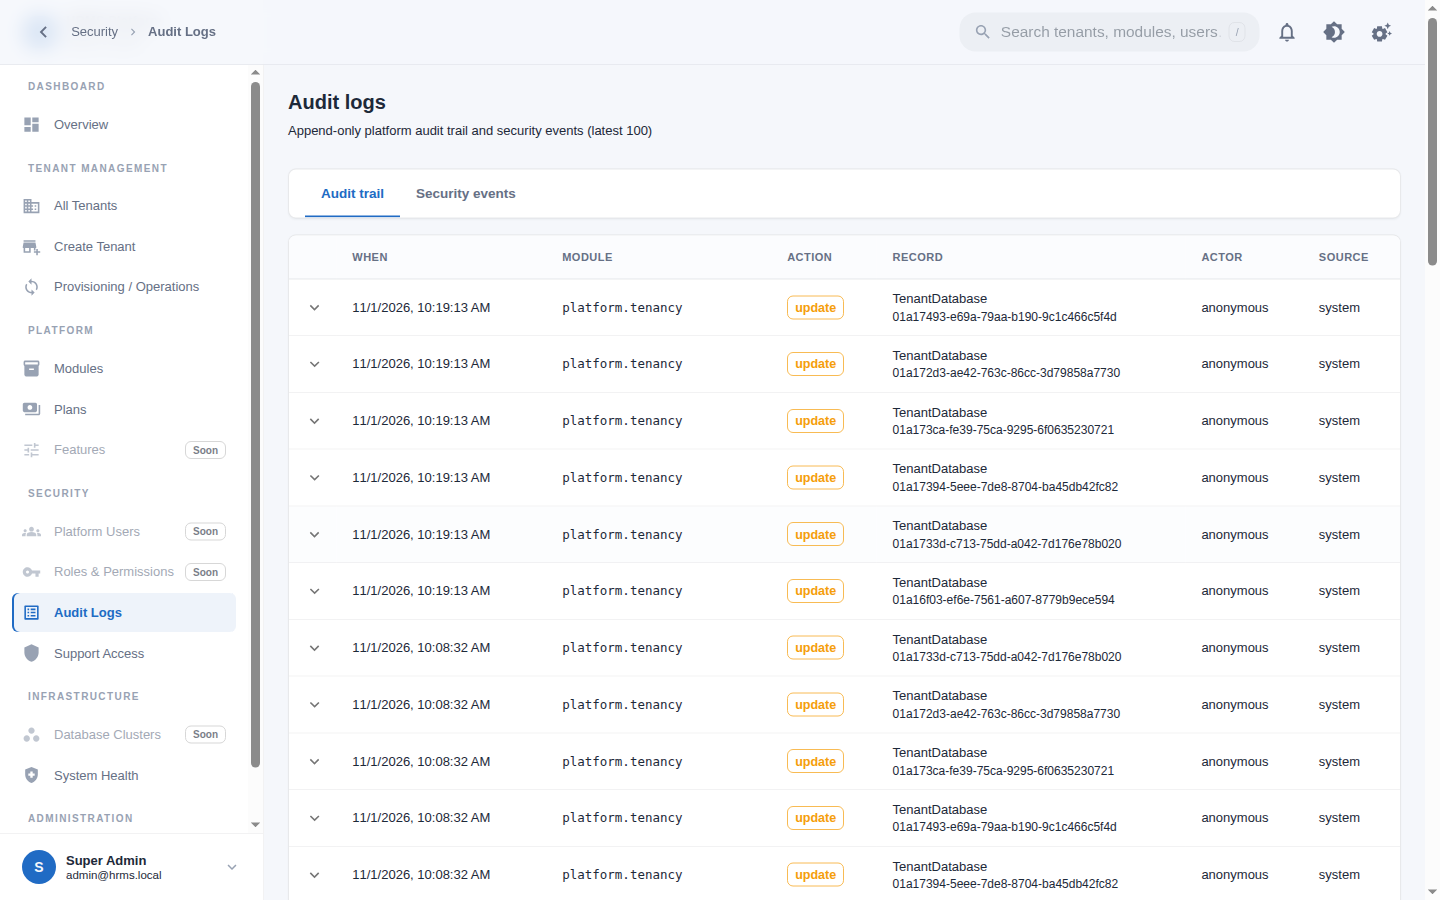 Security > Audit Logs
Search tenants, modules, users. /
DASHBOARD
Overview
TENANT MANAGEMENT
All Tenants
Create Tenant
Provisioning / Operations
PLATFORM
Modules
Plans
Features Soon
SECURITY
Platform Users Soon
Roles & Permissions Soon
Audit Logs
Support Access
INFRASTRUCTURE
Database Clusters Soon
System Health
ADMINISTRATION
S
Super Admin
admin@hrms.local
Audit logs
Append-only platform audit trail and security events (latest 100)
Audit trail Security events
WHEN MODULE ACTION RECORD ACTOR SOURCE
11/1/2026, 10:19:13 AM platform.tenancy update TenantDatabase anonymous system
01a17493-e69a-79aa-b190-9c1c466c5f4d
11/1/2026, 10:19:13 AM platform.tenancy update TenantDatabase anonymous system
01a172d3-ae42-763c-86cc-3d79858a7730
11/1/2026, 10:19:13 AM platform.tenancy update TenantDatabase anonymous system
01a173ca-fe39-75ca-9295-6f0635230721
11/1/2026, 10:19:13 AM platform.tenancy update TenantDatabase anonymous system
01a17394-5eee-7de8-8704-ba45db42fc82
11/1/2026, 10:19:13 AM platform.tenancy update TenantDatabase anonymous system
01a1733d-c713-75dd-a042-7d176e78b020
11/1/2026, 10:19:13 AM platform.tenancy update TenantDatabase anonymous system
01a16f03-ef6e-7561-a607-8779b9ece594
11/1/2026, 10:08:32 AM platform.tenancy update TenantDatabase anonymous system
01a1733d-c713-75dd-a042-7d176e78b020
11/1/2026, 10:08:32 AM platform.tenancy update TenantDatabase anonymous system
01a172d3-ae42-763c-86cc-3d79858a7730
11/1/2026, 10:08:32 AM platform.tenancy update TenantDatabase anonymous system
01a173ca-fe39-75ca-9295-6f0635230721
11/1/2026, 10:08:32 AM platform.tenancy update TenantDatabase anonymous system
01a17493-e69a-79aa-b190-9c1c466c5f4d
11/1/2026, 10:08:32 AM platform.tenancy update TenantDatabase anonymous system
01a17394-5eee-7de8-8704-ba45db42fc82